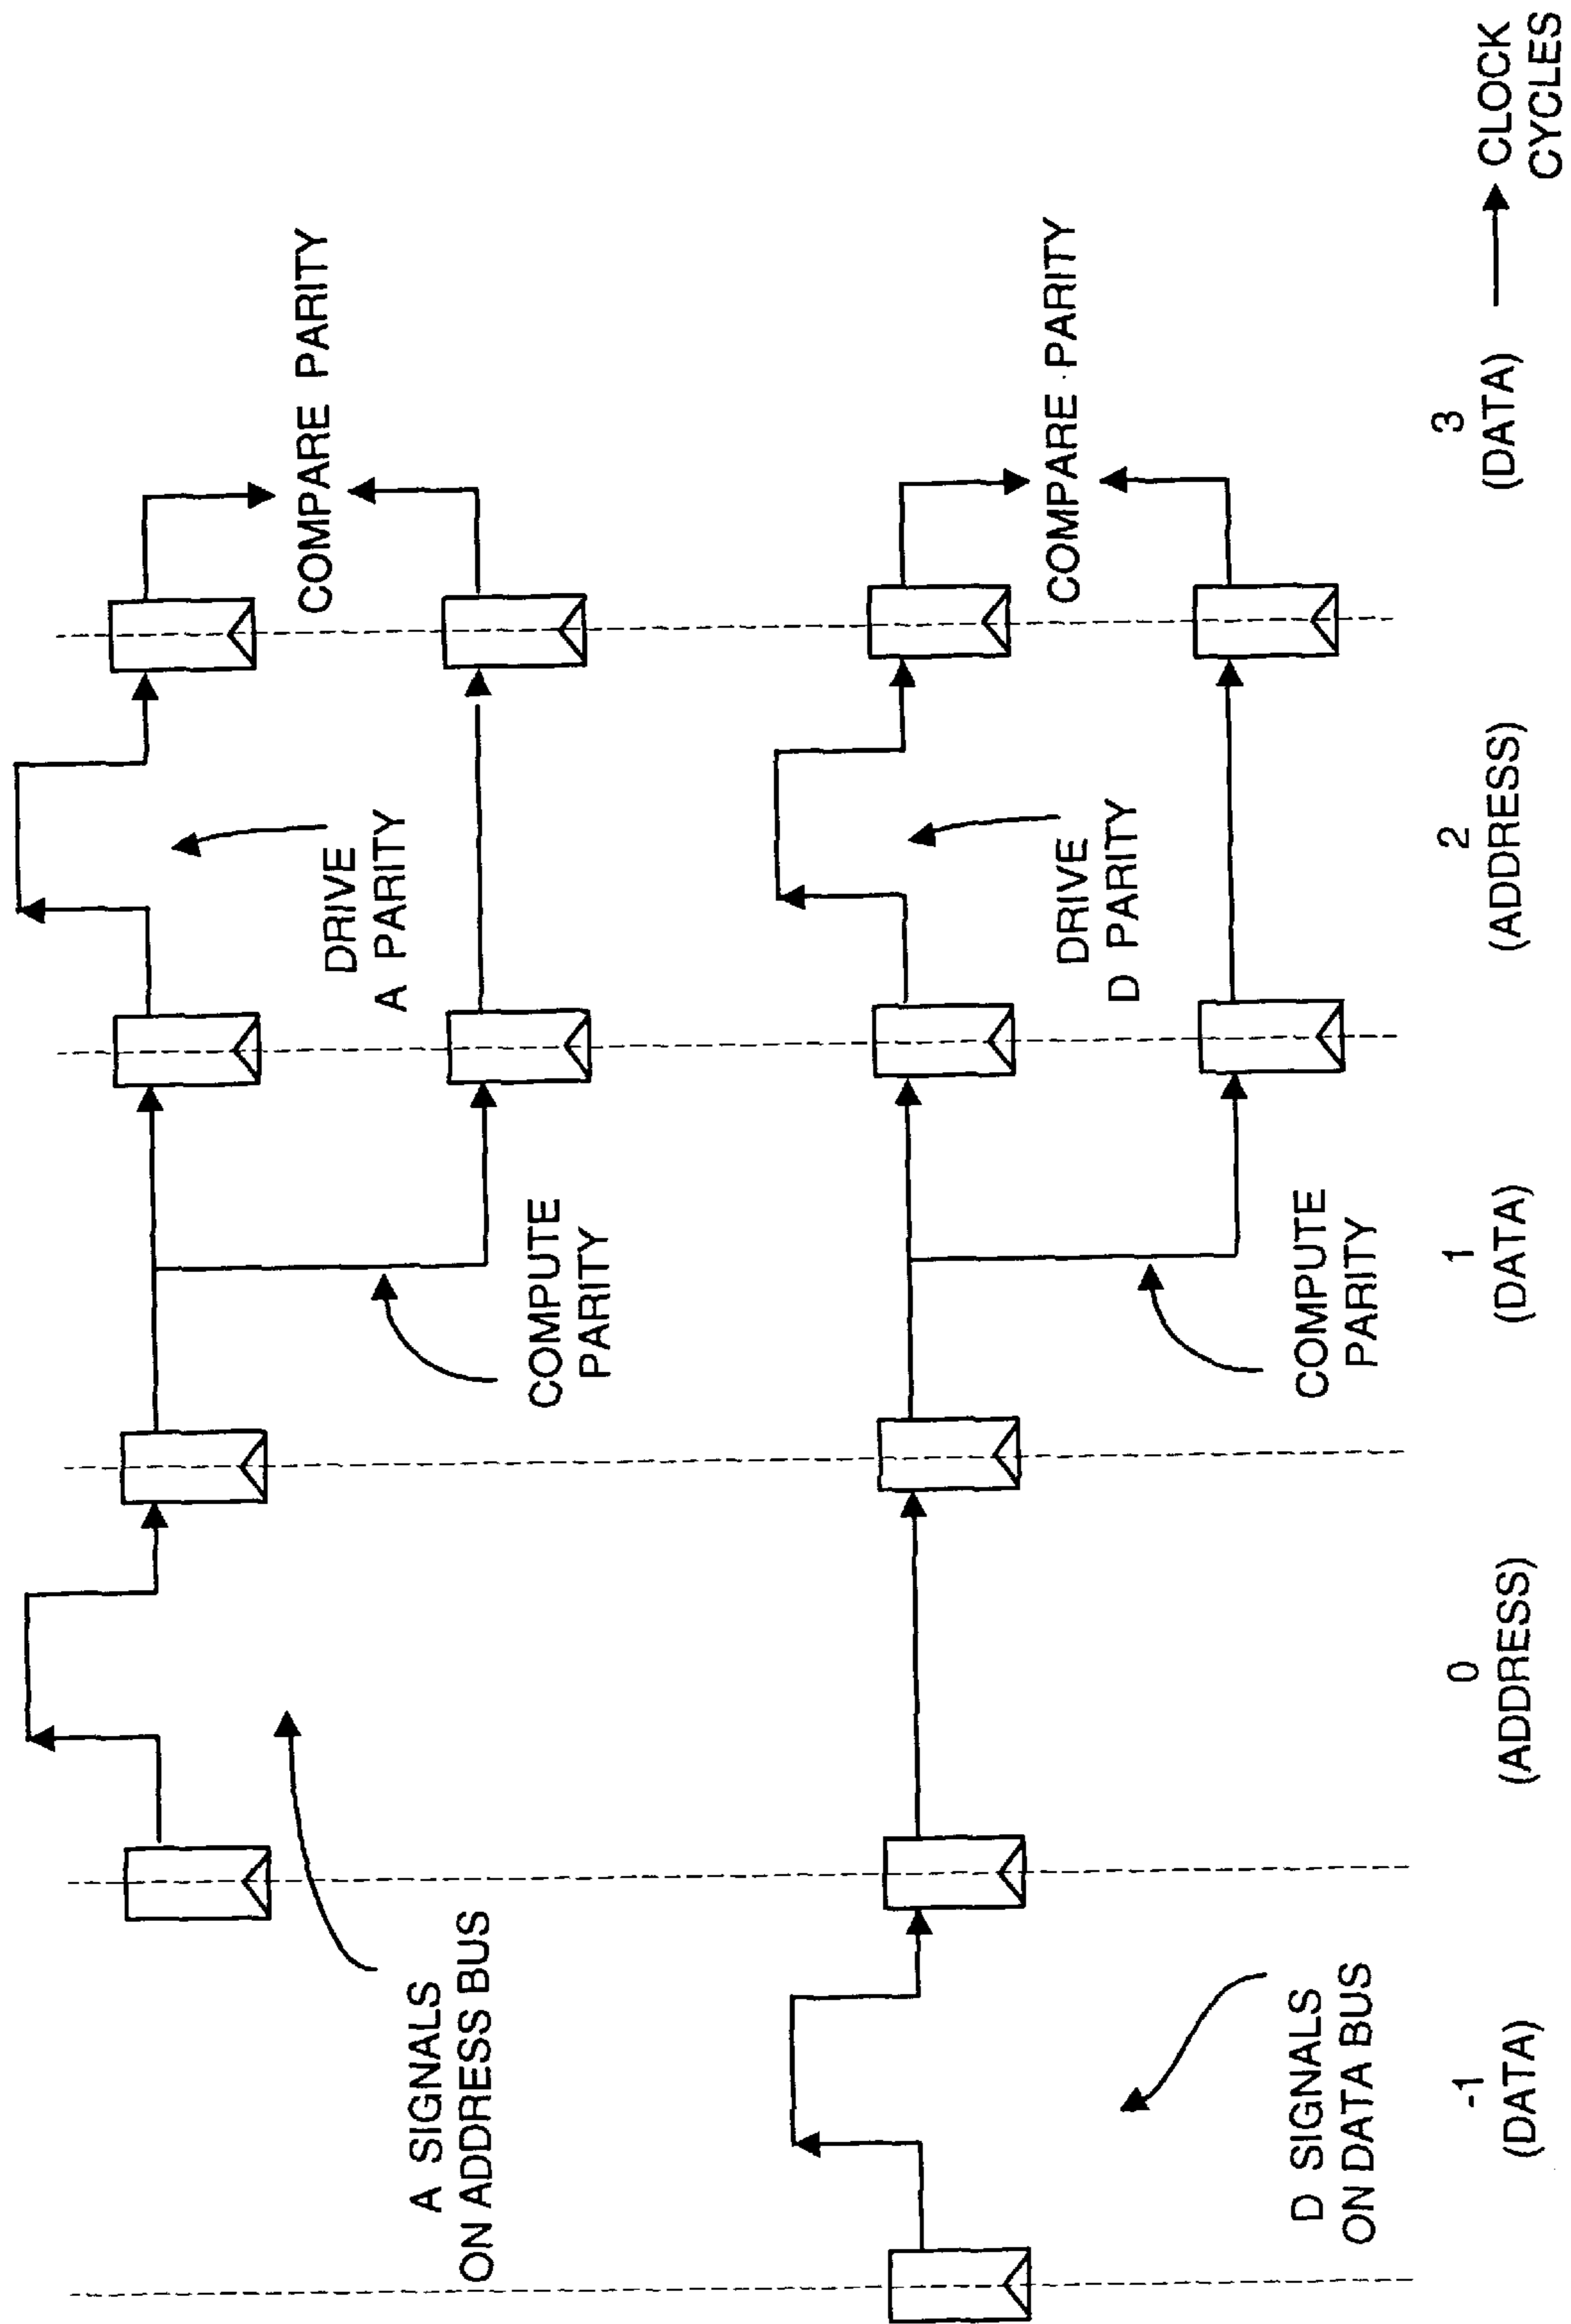 A SIGNALS
ON ADDRESS BUS
COMPUTE
PARITY
DRIVE
A PARITY
COMPARE PARITY
D SIGNALS
ON DATA BUS
COMPUTE
PARITY
DRIVE
D PARITY
COMPARE PARITY
-1
(DATA)
0
(ADDRESS)
1
(DATA)
2
(ADDRESS)
3
(DATA)
CLOCK
CYCLES